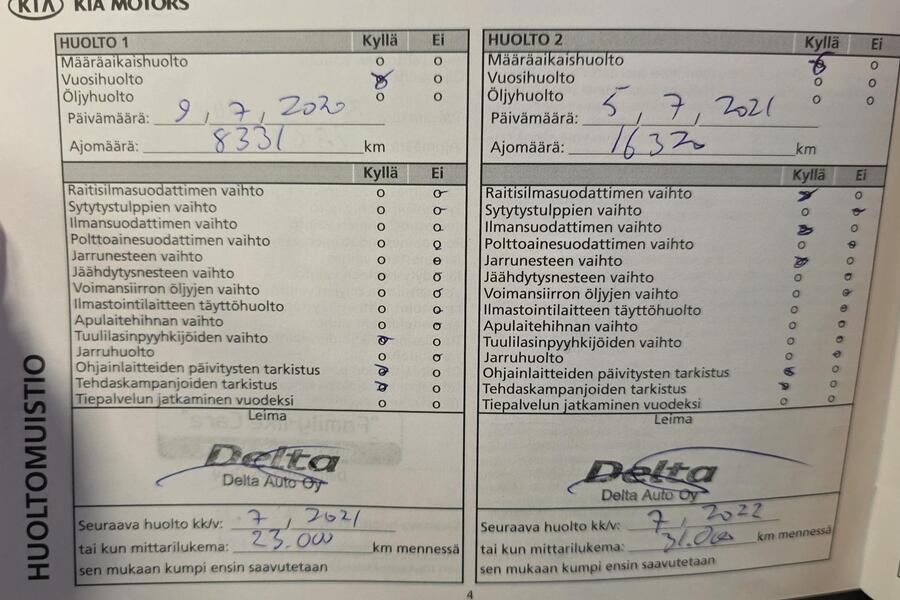 KIA KIA MOTORS
HUOLTOMUISTIO
HUOLTO 1 Kyllä Ei
Määräaikaishuolto
Vuosihuolto
Öljyhuolto
Päivämäärä: 9, 7, 2020
Ajomäärä: 8331 km
Kyllä Ei
Raitisilmasuodattimen vaihto
Sytytystulppien vaihto
Ilmansuodattimen vaihto
Polttoainesuodattimen vaihto
Jarrunesteen vaihto
Jäähdytysnesteen vaihto
Voimansiirron öljyjen vaihto
Ilmastointilaitteen täyttöhuolto
Apulaitehihnan vaihto
Tuulilasinpyyhkijöiden vaihto
Jarruhuolto
Ohjainlaitteiden päivitysten tarkistus
Tehdaskampanjoiden tarkistus
Tiepalvelun jatkaminen vuodeksi
Leima
Delta
Delta Auto Oy
Seuraava huolto kk/v: 7, 2021
tai kun mittarilukema: 23.000 km mennessä
sen mukaan kumpi ensin saavutetaan
HUOLTO 2 Kyllä Ei
Määräaikaishuolto
Vuosihuolto
Öljyhuolto
Päivämäärä: 5, 7, 2021
Ajomäärä: 16320 km
Kyllä Ei
Raitisilmasuodattimen vaihto
Sytytystulppien vaihto
Ilmansuodattimen vaihto
Polttoainesuodattimen vaihto
Jarrunesteen vaihto
Jäähdytysnesteen vaihto
Voimansiirron öljyjen vaihto
Ilmastointilaitteen täyttöhuolto
Apulaitehihnan vaihto
Tuulilasinpyyhkijöiden vaihto
Jarruhuolto
Ohjainlaitteiden päivitysten tarkistus
Tehdaskampanjoiden tarkistus
Tiepalvelun jatkaminen vuodeksi
Leima
Delta
Delta Auto Oy
Seuraava huolto kk/v: 7, 2022
tai kun mittarilukema: 31.000 km mennessä
sen mukaan kumpi ensin saavutetaan
4